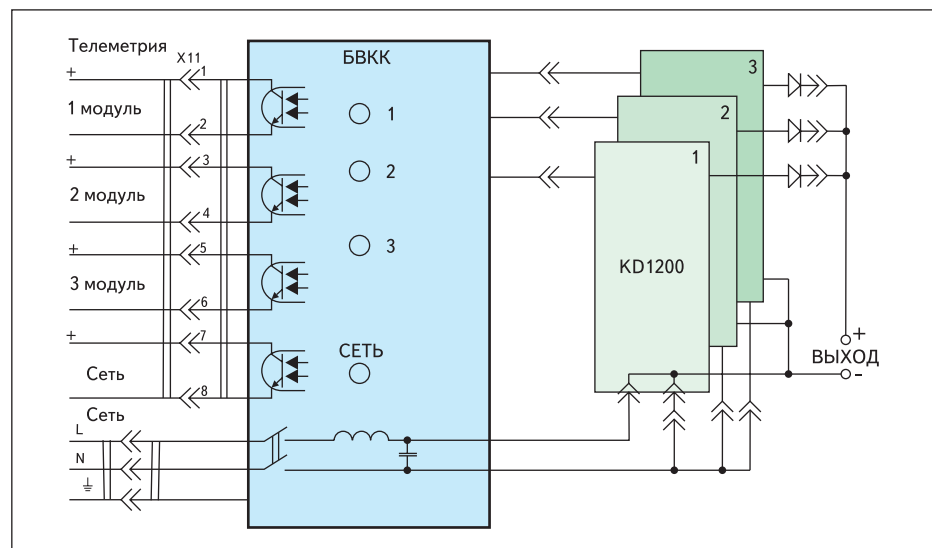 Телеметрия
X11
+
1
1 модуль
2
+
3
2 модуль
4
+
5
3 модуль
6
+
7
Сеть
8
Сеть
L
N
БВКК
1
2
3
СЕТЬ
3
2
1
KD1200
+
ВЫХОД
-